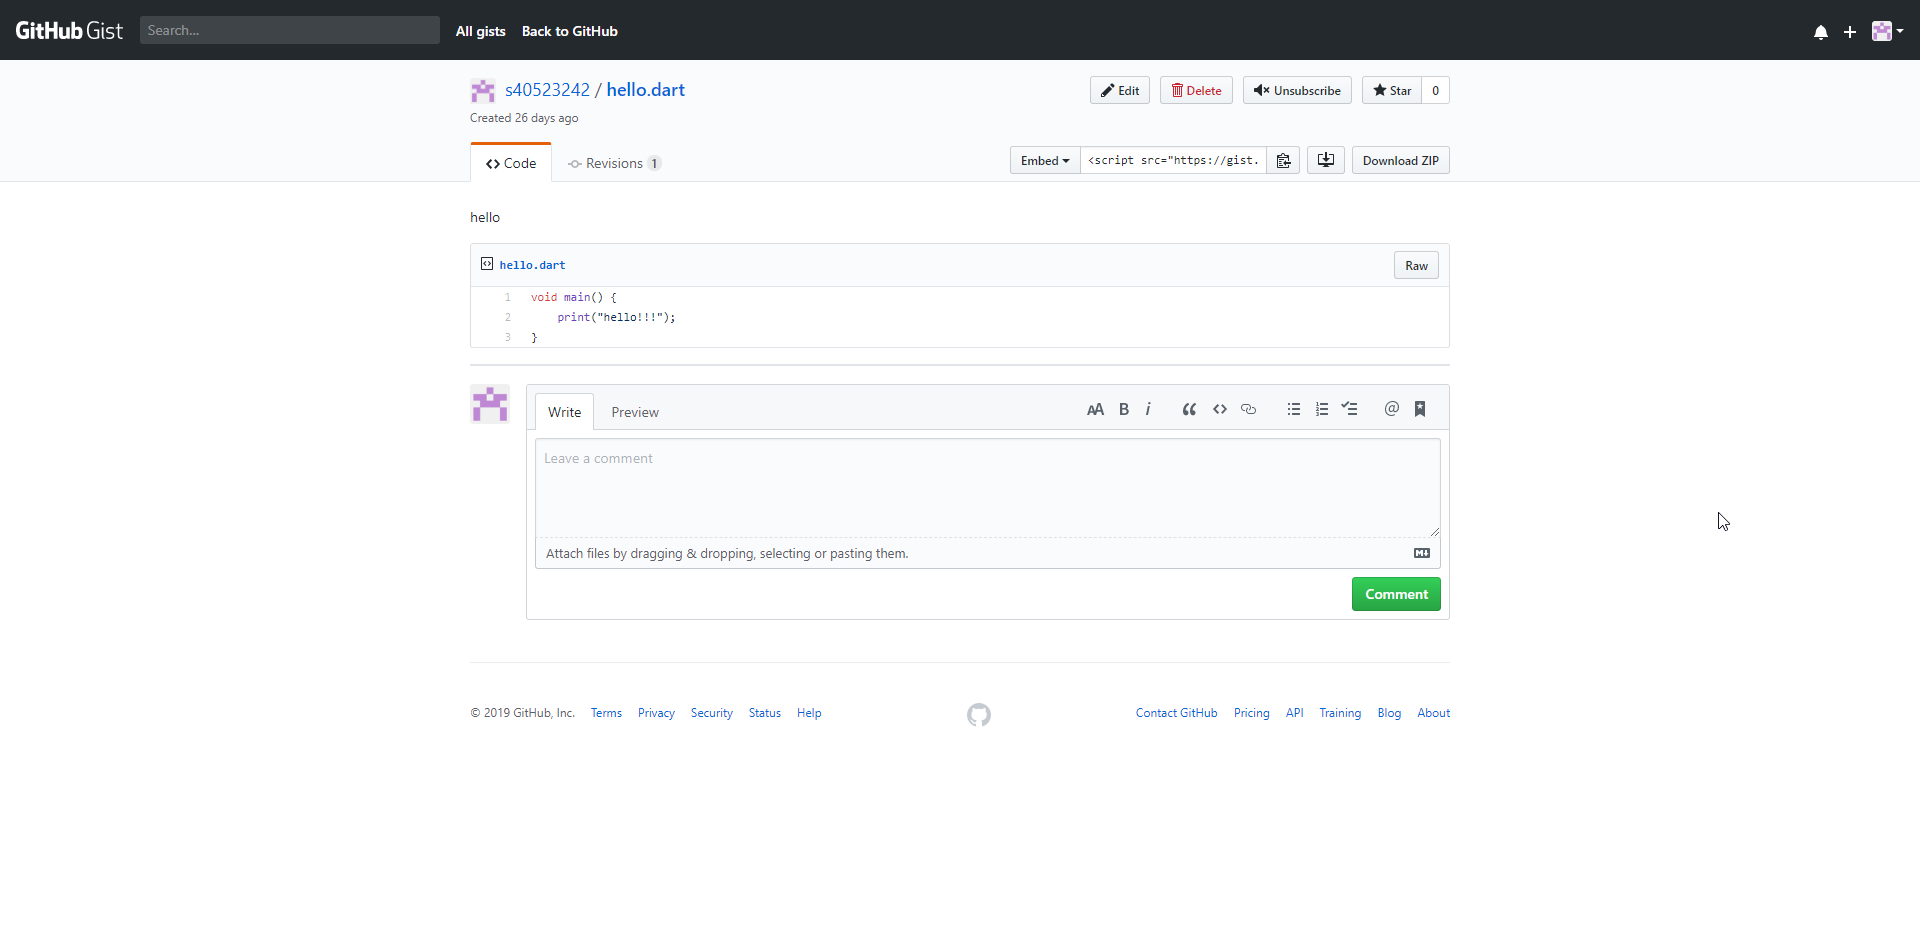 GitHub Gist Search... All gists Back to GitHub
s40523242 / hello.dart Edit Delete Unsubscribe Star 0
Created 26 days ago
Code Revisions 1 Embed <script src="https://gist. Download ZIP
hello
hello.dart Raw
1 void main() {
2     print("hello!!!");
3 }
Write Preview AA B i @
Leave a comment
Attach files by dragging & dropping, selecting or pasting them.
Comment
© 2019 GitHub, Inc. Terms Privacy Security Status Help Contact GitHub Pricing API Training Blog About